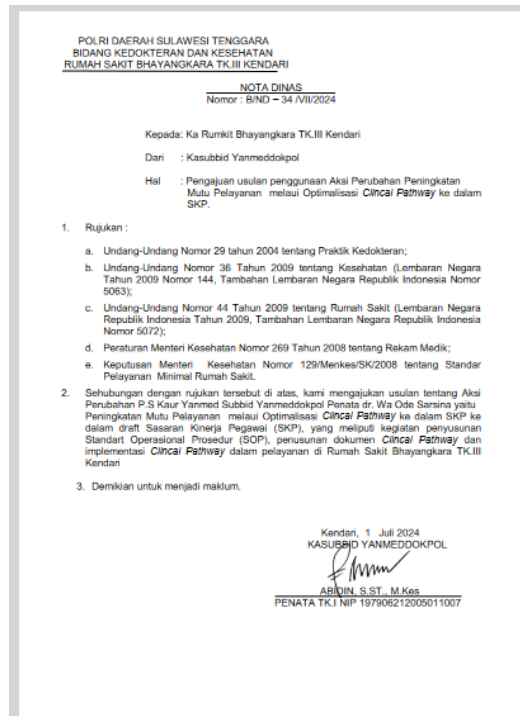 POLRI DAERAH SULAWESI TENGGARA
BIDANG KEDOKTERAN DAN KESEHATAN
RUMAH SAKIT BHAYANGKARA TK.III KENDARI
NOTA DINAS
Nomor : B/ND – 34 /VII/2024
Kepada: Ka Rumkit Bhayangkara TK.III Kendari
Dari : Kasubbid Yanmeddokpol
Hal : Pengajuan usulan penggunaan Aksi Perubahan Peningkatan
Mutu Pelayanan melaui Optimalisasi Clincal Pathway ke dalam
SKP.
1. Rujukan :
a. Undang-Undang Nomor 29 tahun 2004 tentang Praktik Kedokteran;
b. Undang-Undang Nomor 36 Tahun 2009 tentang Kesehatan (Lembaran Negara
Tahun 2009 Nomor 144, Tambahan Lembaran Negara Republik Indonesia Nomor
5063);
c. Undang-Undang Nomor 44 Tahun 2009 tentang Rumah Sakit (Lembaran Negara
Republik Indonesia Tahun 2009, Tambahan Lembaran Negara Republik Indonesia
Nomor 5072);
d. Peraturan Menteri Kesehatan Nomor 269 Tahun 2008 tentang Rekam Medik;
e. Keputusan Menteri Kesehatan Nomor 129/Menkes/SK/2008 tentang Standar
Pelayanan Minimal Rumah Sakit.
2. Sehubungan dengan rujukan tersebut di atas, kami mengajukan usulan tentang Aksi
Perubahan P.S Kaur Yanmed Subbid Yanmeddokpol Penata dr. Wa Ode Sarsina yaitu
Peningkatan Mutu Pelayanan melaui Optimalisasi Clincal Pathway ke dalam SKP ke
dalam draft Sasaran Kinerja Pegawai (SKP), yang meliputi kegiatan penyusunan
Standart Operasional Prosedur (SOP), penusunan dokumen Clincal Pathway dan
implementasi Clincal Pathway dalam pelayanan di Rumah Sakit Bhayangkara TK.III
Kendari
3. Demikian untuk menjadi maklum.
Kendari, 1 Juli 2024
KASUBBID YANMEDDOKPOL
ABIDIN, S.ST., M.Kes
PENATA TK.I NIP 197906212005011007